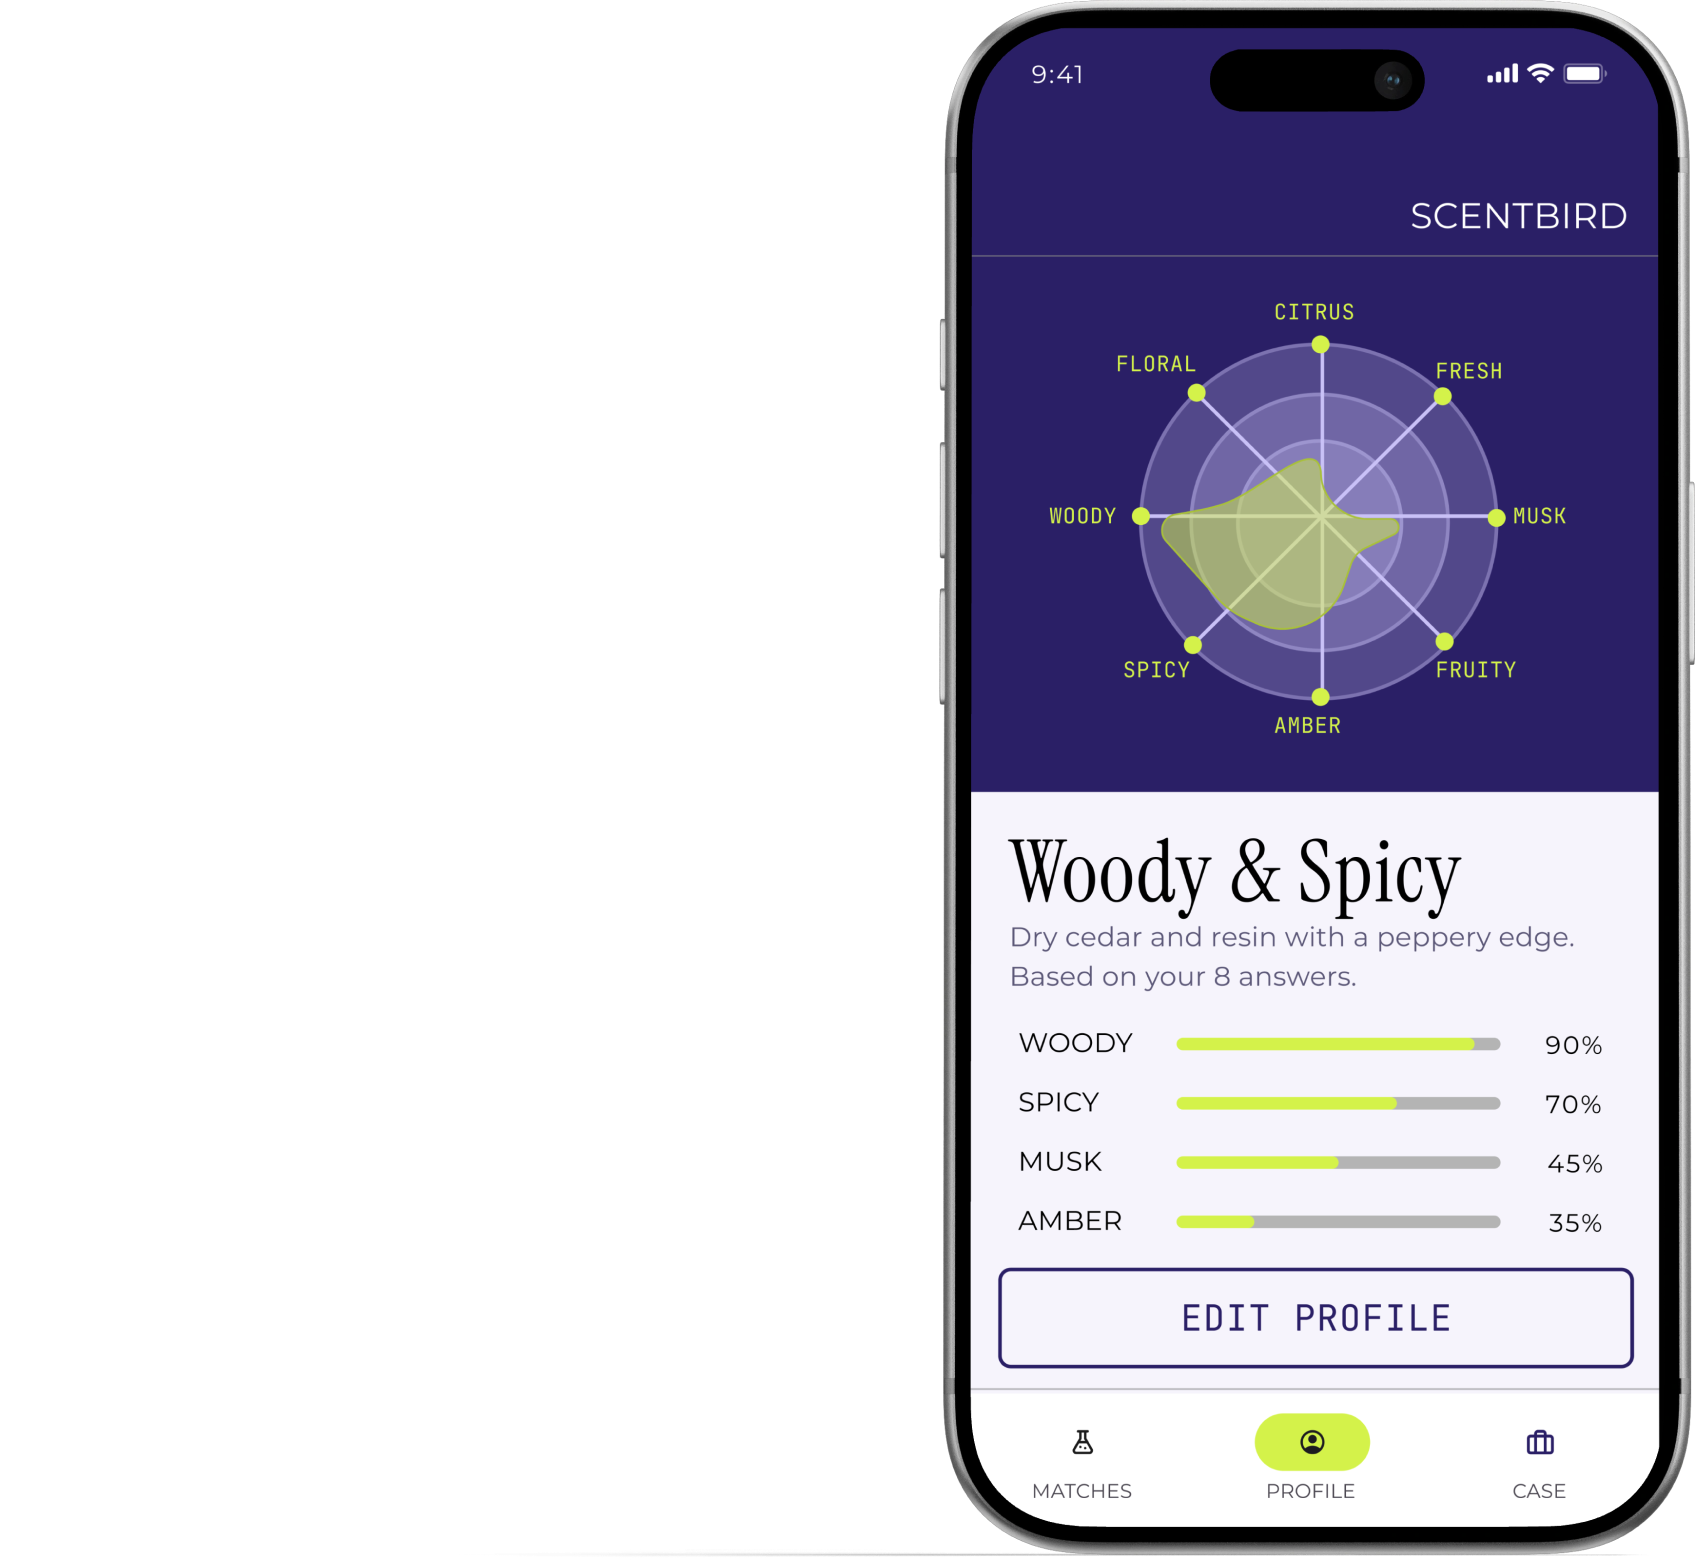 9:41
SCENTBIRD
CITRUS
FLORAL
FRESH
WOODY
MUSK
SPICY
FRUITY
AMBER
Woody & Spicy
Dry cedar and resin with a peppery edge.
Based on your 8 answers.
WOODY 90%
SPICY 70%
MUSK 45%
AMBER 35%
EDIT PROFILE
MATCHES PROFILE CASE